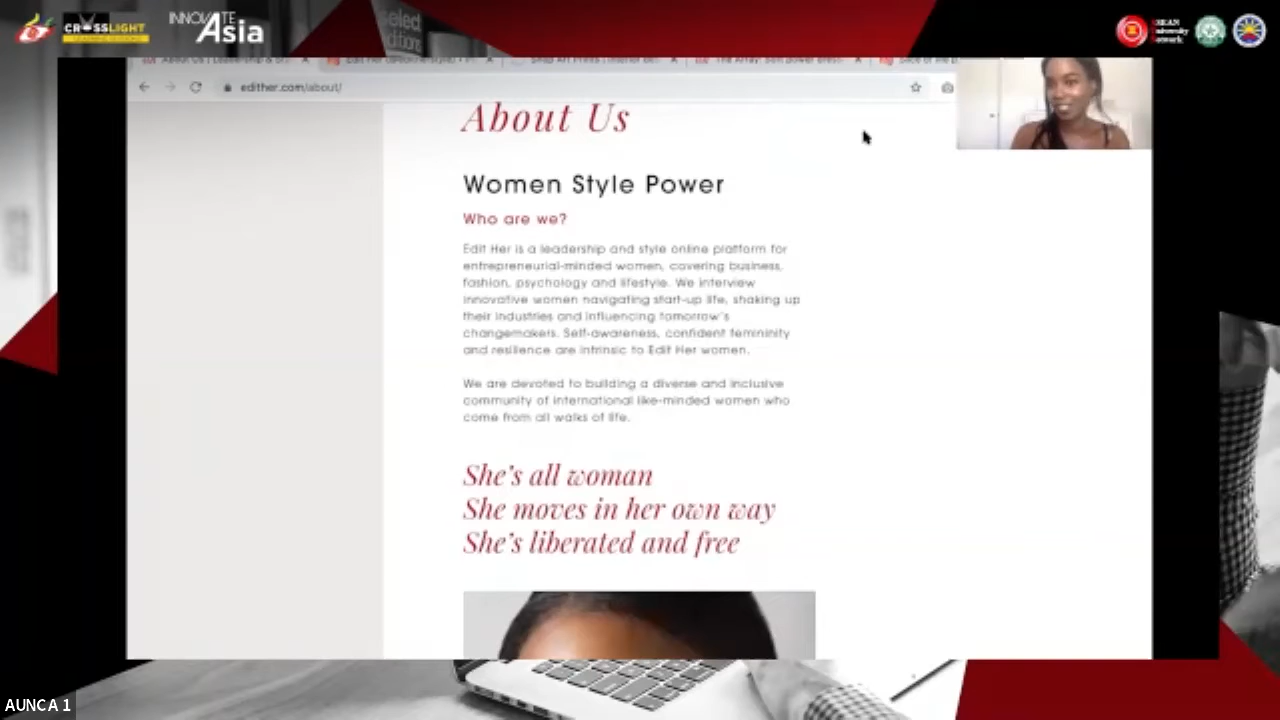 CROSSLIGHT
INNOVATE
Asia
select
ditions
ASEAN
University
Network
edither.com/about/
About Us
Women Style Power
Who are we?
Edit Her is a leadership and style online platform for
entrepreneurial-minded women, covering business,
fashion, psychology and lifestyle. We interview
innovative women navigating start-up life, shaking up
their industries and influencing tomorrow's
changemakers. Self-awareness, confident femininity
and resilience are intrinsic to Edit Her women.
We are devoted to building a diverse and inclusive
community of international like-minded women who
come from all walks of life.
She's all woman
She moves in her own way
She's liberated and free
AUNCA 1